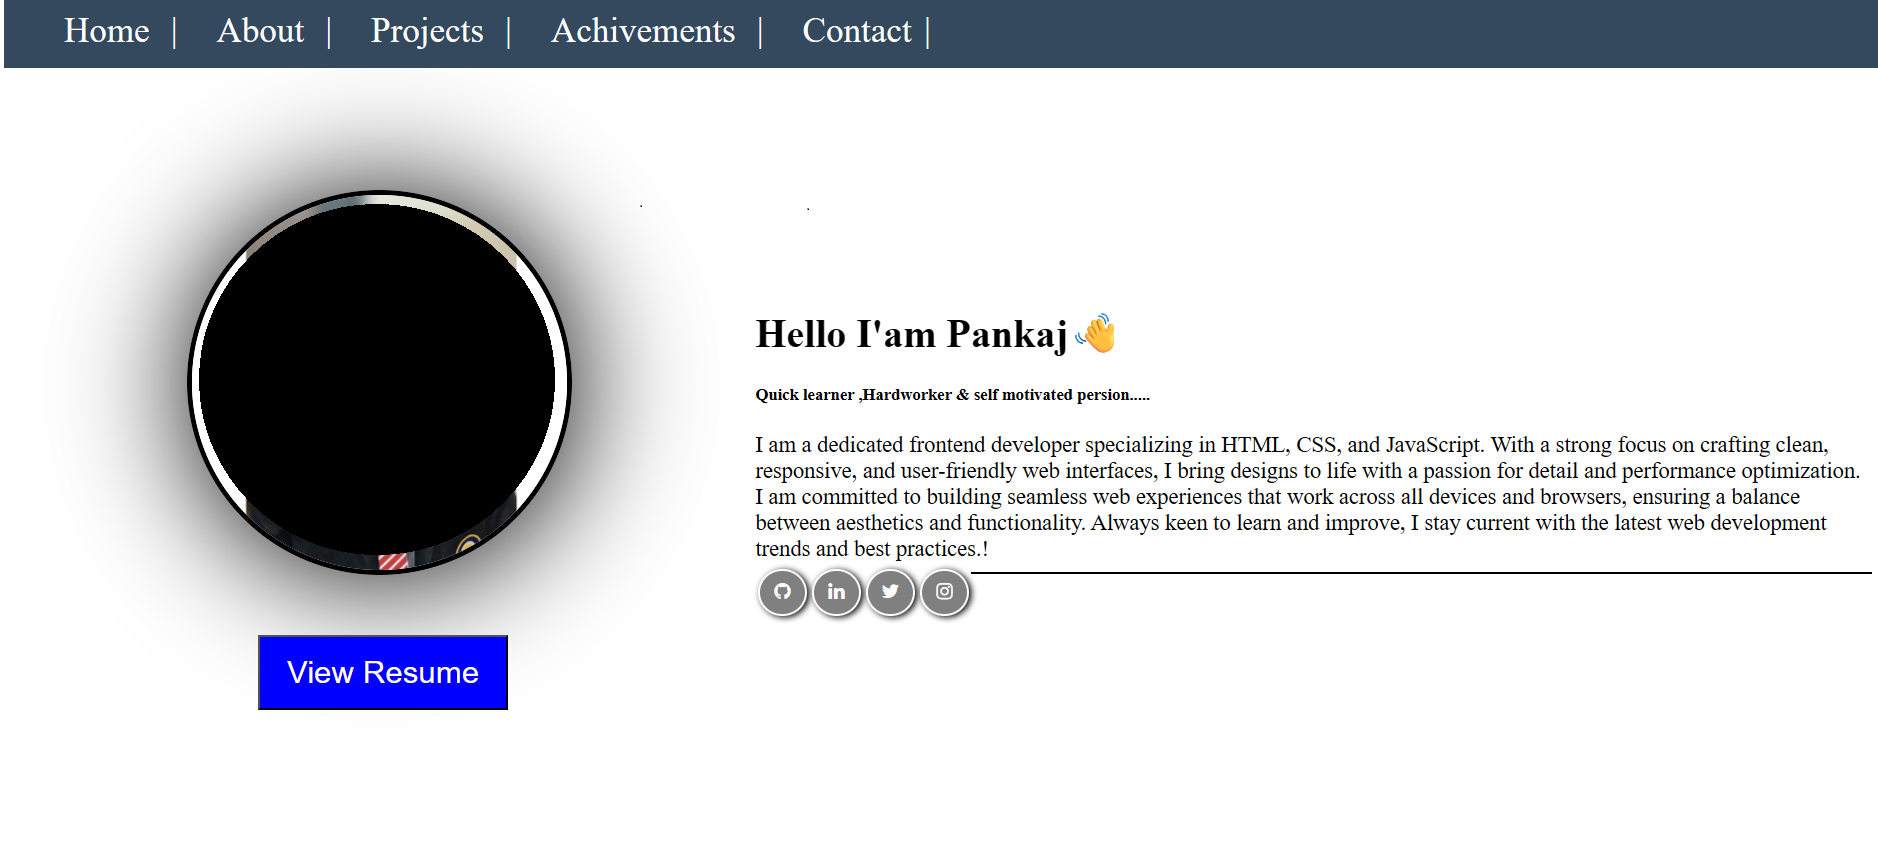 Home | About | Projects | Achivements | Contact |
Hello I'am Pankaj 👋
Quick learner ,Hardworker & self motivated persion.....
I am a dedicated frontend developer specializing in HTML, CSS, and JavaScript. With a strong focus on crafting clean,
responsive, and user-friendly web interfaces, I bring designs to life with a passion for detail and performance optimization.
I am committed to building seamless web experiences that work across all devices and browsers, ensuring a balance
between aesthetics and functionality. Always keen to learn and improve, I stay current with the latest web development
trends and best practices.!
View Resume